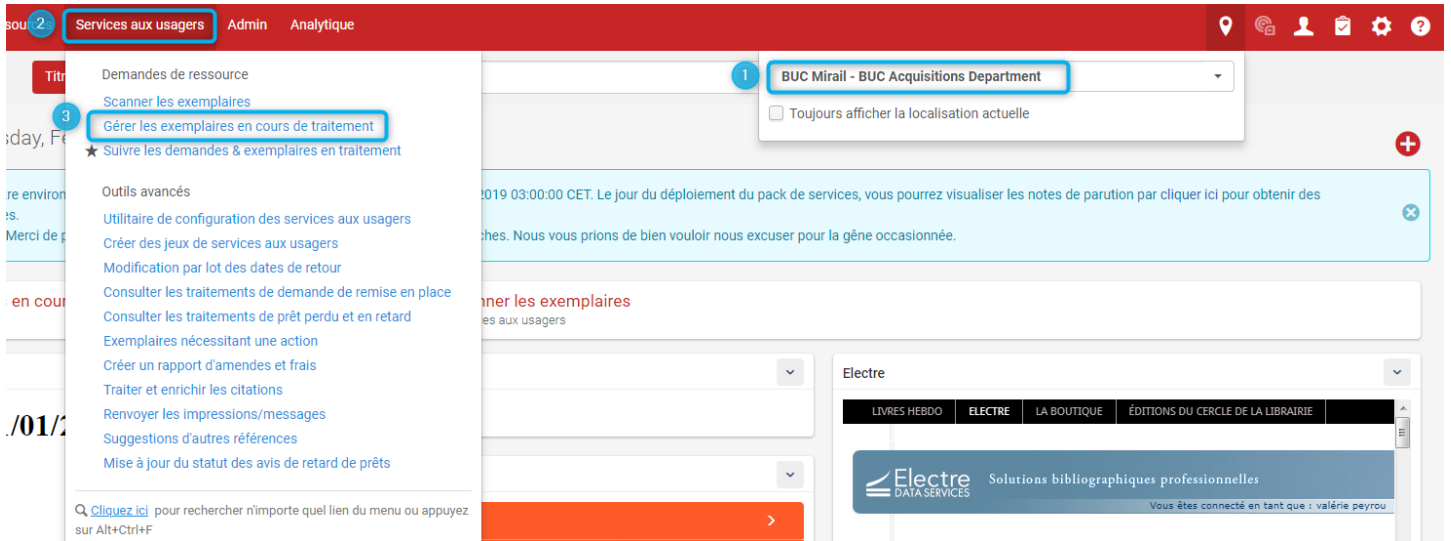 2 Services aux usagers Admin Analytique
Demandes de ressource
1 BUC Mirail - BUC Acquisitions Department
Scanner les exemplaires
Toujours afficher la localisation actuelle
3 Gérer les exemplaires en cours de traitement
Suivre les demandes & exemplaires en traitement
Outils avancés
2019 03:00:00 CET. Le jour du déploiement du pack de services, vous pourrez visualiser les notes de parution par cliquer ici pour obtenir des
Utilitaire de configuration des services aux usagers
Merci de
Nous vous prions de bien vouloir nous excuser pour la gêne occasionnée.
Créer des jeux de services aux usagers
Modification par lot des dates de retour
Consulter les traitements de demande de remise en place
en cour
nner les exemplaires
Consulter les traitements de prêt perdu et en retard
es aux usagers
Exemplaires nécessitant une action
Créer un rapport d'amendes et frais
Electre
Traiter et enrichir les citations
Renvoyer les impressions/messages
LIVRES HEBDO ELECTRE LA BOUTIQUE ÉDITIONS DU CERCLE DE LA LIBRAIRIE
/01/2
Suggestions d'autres références
Mise à jour du statut des avis de retard de prêts
Electre
DATA SERVICES
Solutions bibliographiques professionnelles
Vous êtes connecté en tant que : valérie peyrou
Cliquez ici pour rechercher n'importe quel lien du menu ou appuyez
sur Alt+Ctrl+F